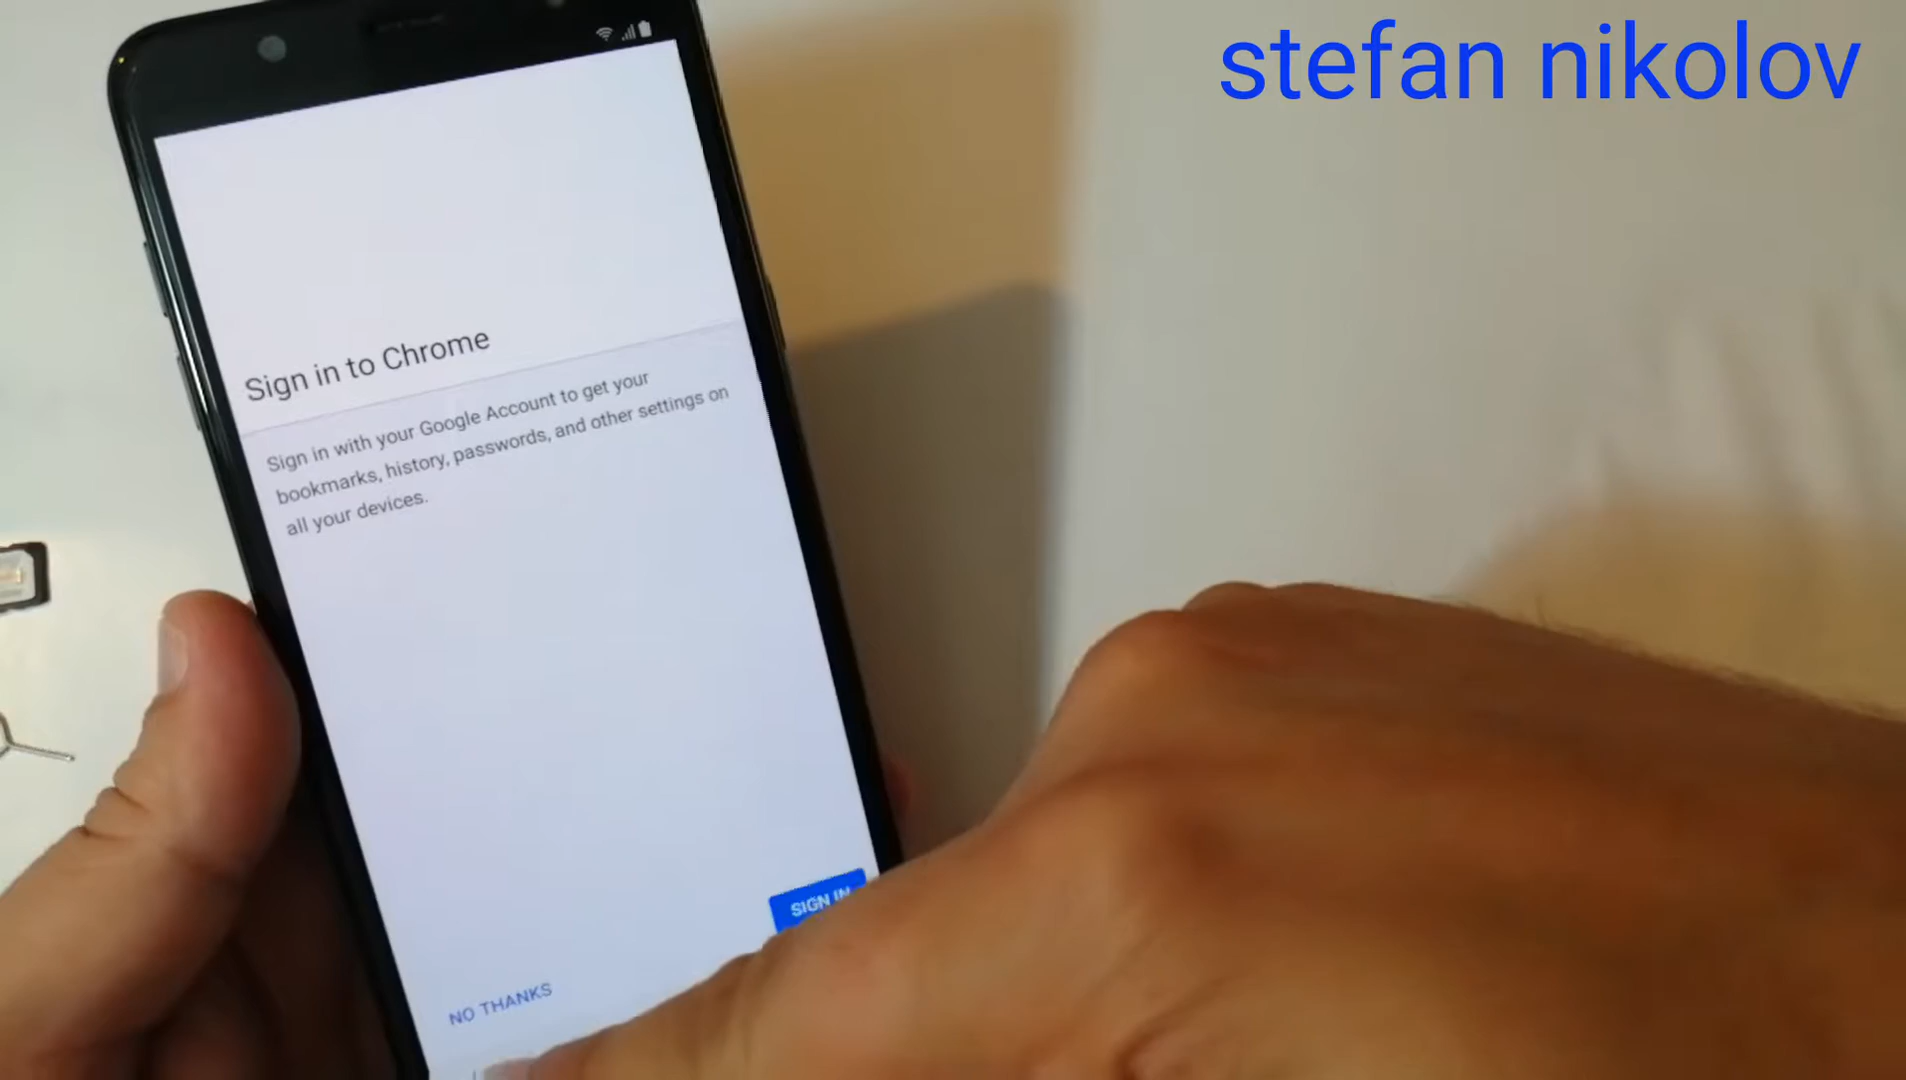 stefan nikolov
Sign in to Chrome
Sign in with your Google Account to get your
bookmarks, history, passwords, and other settings on
all your devices.
SIGN IN
NO THANKS